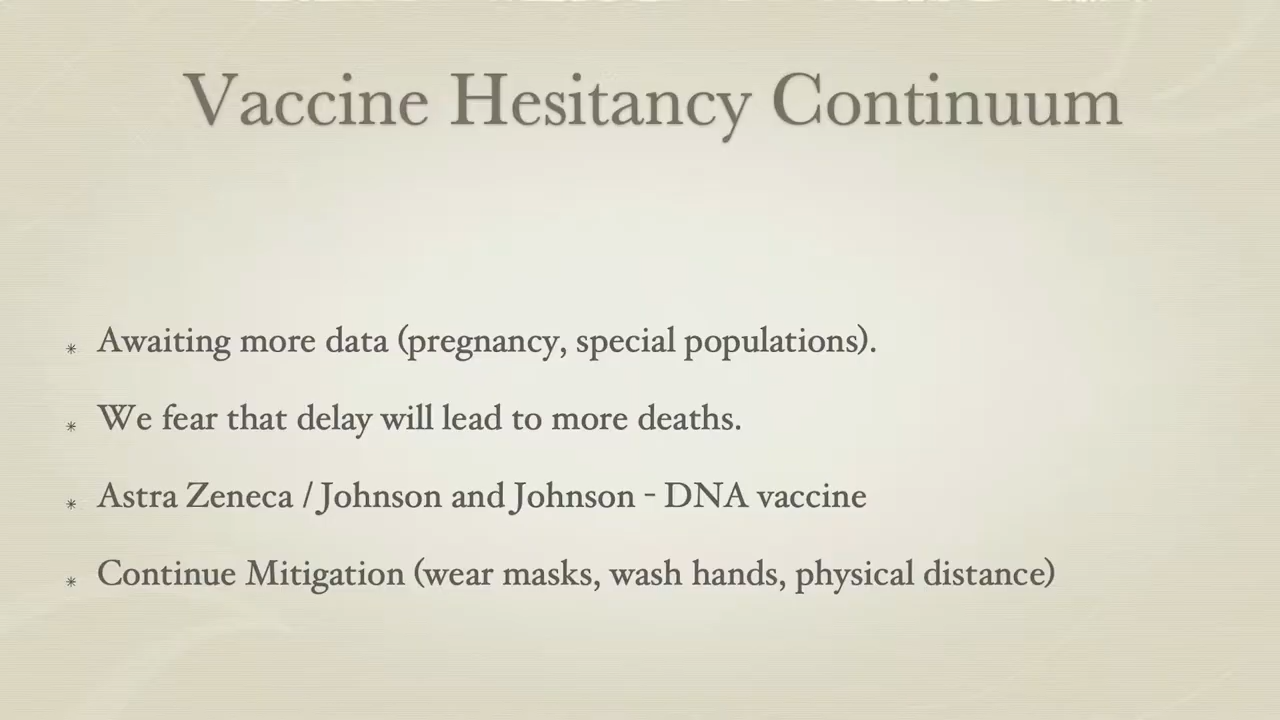 Vaccine Hesitancy Continuum
* Awaiting more data (pregnancy, special populations).
* We fear that delay will lead to more deaths.
* Astra Zeneca / Johnson and Johnson - DNA vaccine
* Continue Mitigation (wear masks, wash hands, physical distance)